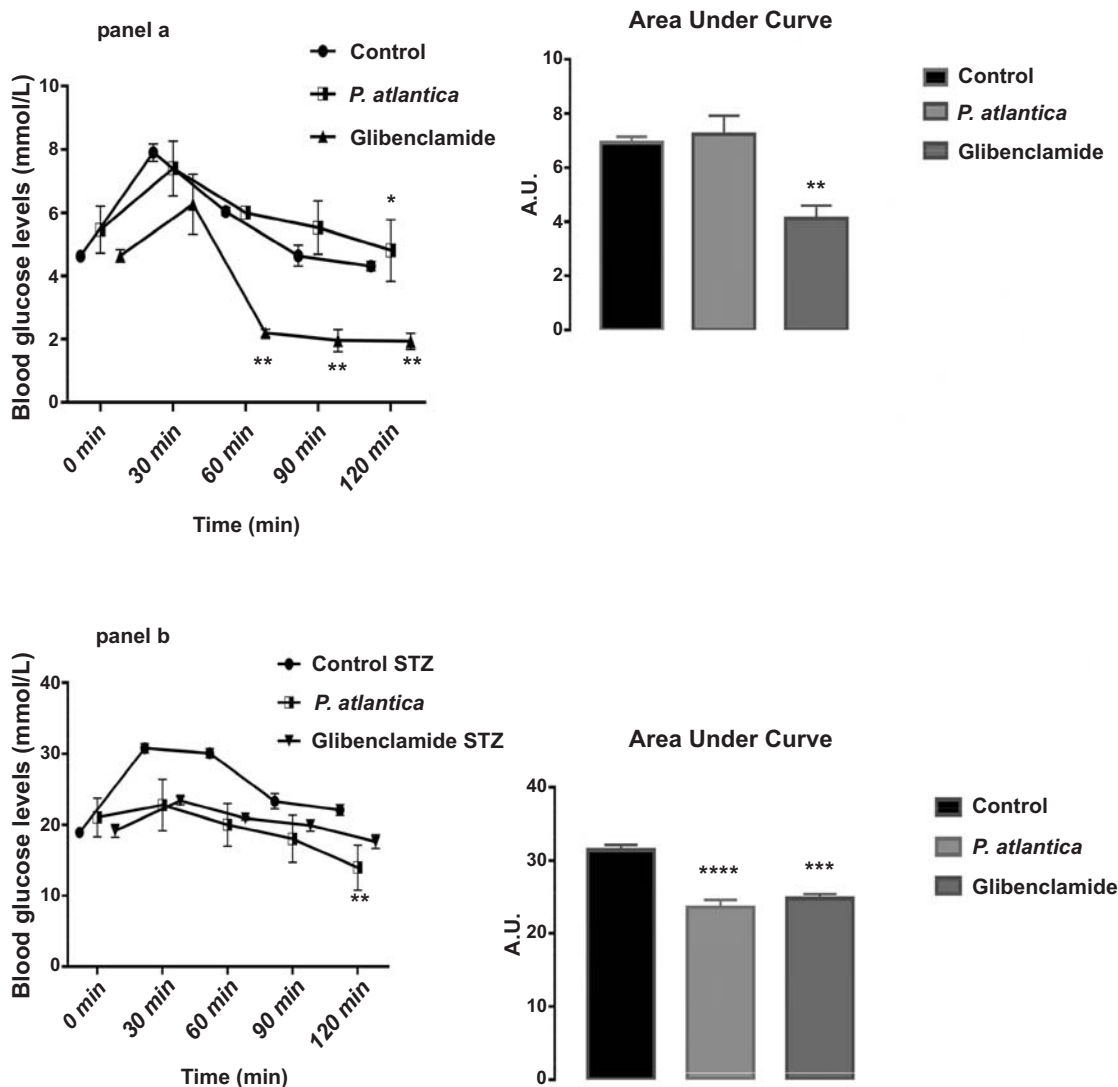 panel a
Control
P. atlantica
Glibenclamide
Blood glucose levels (mmol/L)
10
8
6
4
2
0
*
**
**
**
0 min
30 min
60 min
90 min
120 min
Time (min)
Area Under Curve
A.U.
10
8
6
4
2
0
**
Control
P. atlantica
Glibenclamide
panel b
Control STZ
P. atlantica
Glibenclamide STZ
Blood glucose levels (mmol/L)
40
30
20
10
0
**
0 min
30 min
60 min
90 min
120 min
Time (min)
Area Under Curve
A.U.
40
30
20
10
0
****
***
Control
P. atlantica
Glibenclamide